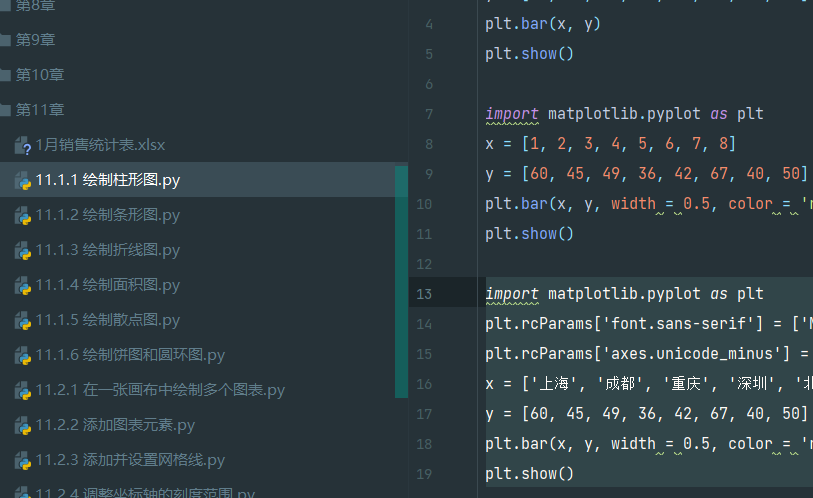 第8章
第9章
第10章
第11章
1月销售统计表.xlsx
11.1.1 绘制柱形图.py
11.1.2 绘制条形图.py
11.1.3 绘制折线图.py
11.1.4 绘制面积图.py
11.1.5 绘制散点图.py
11.1.6 绘制饼图和圆环图.py
11.2.1 在一张画布中绘制多个图表.py
11.2.2 添加图表元素.py
11.2.3 添加并设置网格线.py
11.2.4 调整坐标轴的刻度范围.py
4 plt.bar(x, y)
5 plt.show()
6
7 import matplotlib.pyplot as plt
8 x = [1, 2, 3, 4, 5, 6, 7, 8]
9 y = [60, 45, 49, 36, 42, 67, 40, 50]
10 plt.bar(x, y, width = 0.5, color = 'r
11 plt.show()
12
13 import matplotlib.pyplot as plt
14 plt.rcParams['font.sans-serif'] = ['M
15 plt.rcParams['axes.unicode_minus'] =
16 x = ['上海', '成都', '重庆', '深圳', '北
17 y = [60, 45, 49, 36, 42, 67, 40, 50]
18 plt.bar(x, y, width = 0.5, color = 'r
19 plt.show()